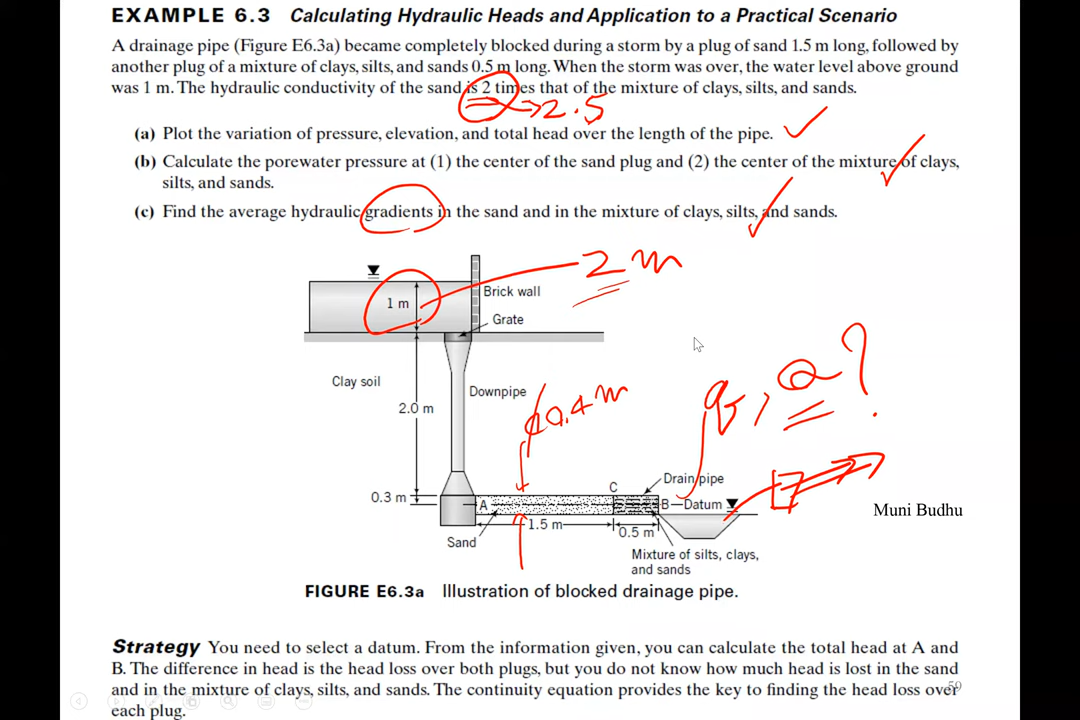 EXAMPLE 6.3 Calculating Hydraulic Heads and Application to a Practical Scenario
A drainage pipe (Figure E6.3a) became completely blocked during a storm by a plug of sand 1.5 m long, followed by
another plug of a mixture of clays, silts, and sands 0.5 m long. When the storm was over, the water level above ground
was 1 m. The hydraulic conductivity of the sand is 2 times that of the mixture of clays, silts, and sands.
2.5
(a) Plot the variation of pressure, elevation, and total head over the length of the pipe.
(b) Calculate the porewater pressure at (1) the center of the sand plug and (2) the center of the mixture of clays,
silts, and sands.
(c) Find the average hydraulic gradients in the sand and in the mixture of clays, silts, and sands.
2 m
1 m
Brick wall
Grate
Clay soil
Downpipe
2.0 m
0.4 m
q, Q ?
Drain pipe
C
0.3 m
A
B
Datum
Muni Budhu
1.5 m
0.5 m
Sand
Mixture of silts, clays,
and sands
FIGURE E6.3a Illustration of blocked drainage pipe.
Strategy You need to select a datum. From the information given, you can calculate the total head at A and
B. The difference in head is the head loss over both plugs, but you do not know how much head is lost in the sand
and in the mixture of clays, silts, and sands. The continuity equation provides the key to finding the head loss over
59
each plug.